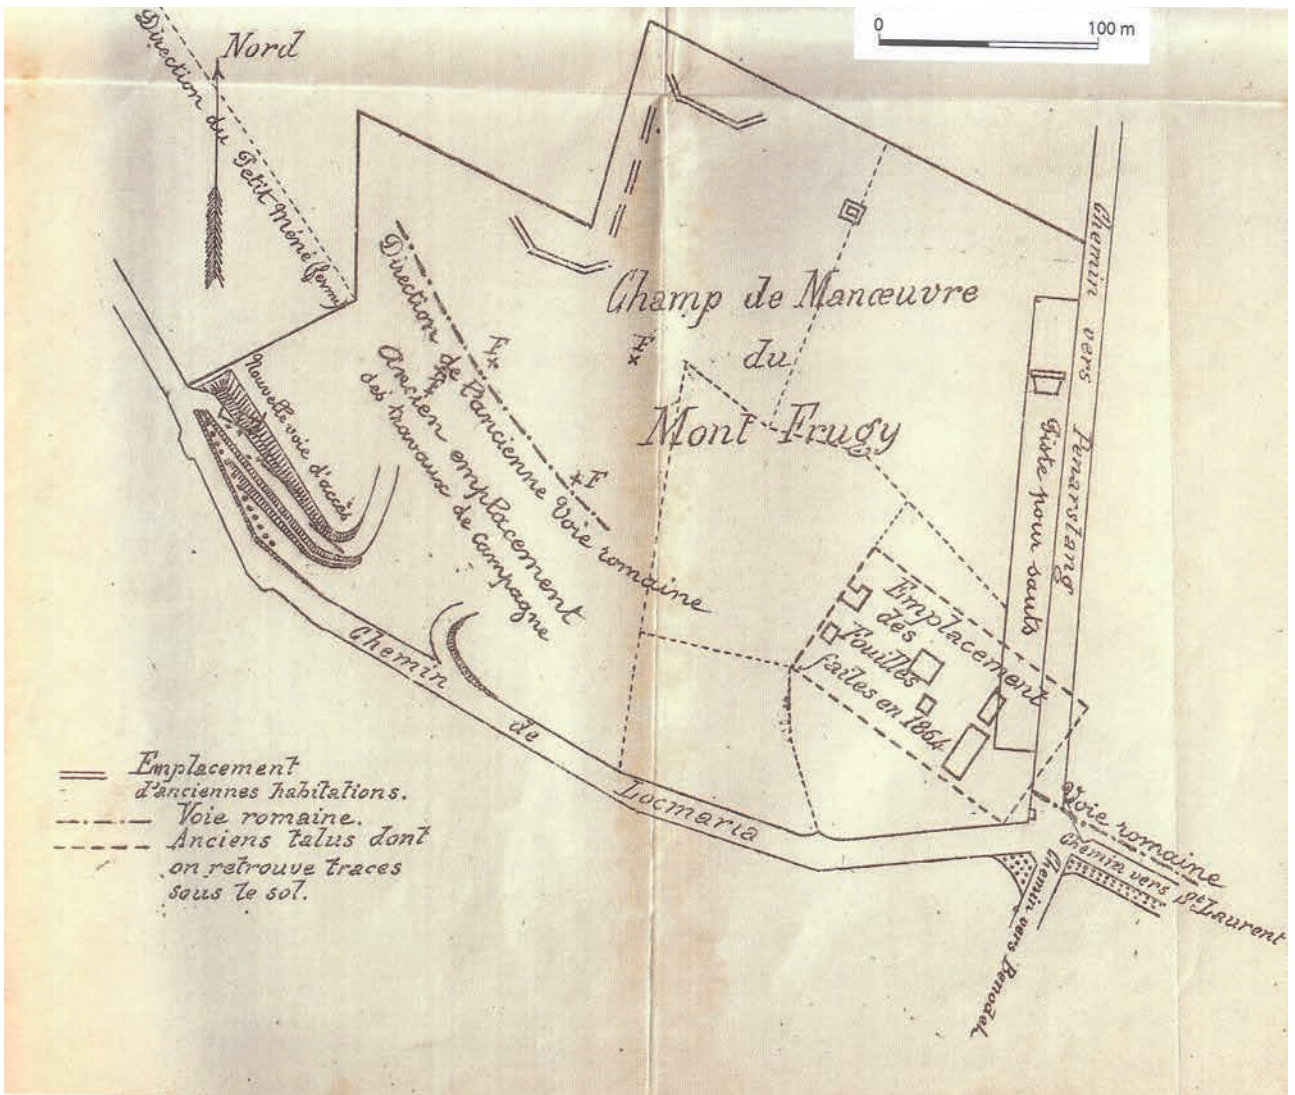 0 100 m
Nord
Direction du Petit Méné (ferme)
Champ de Manœuvre
du
Mont Frugy
Direction de l'ancienne Voie romaine
Ancien emplacement
des travaux de campagne
F
F
F
F
Nouvelle voie d'accès
Chemin de Locmaria
Chemin vers Penarstang
Piste pour sauts
Emplacement
des
Fouilles
faites en 1864
Voie romaine
Chemin vers St Laurent
Chemin vers Benodet
Emplacement
d'anciennes habitations.
Voie romaine.
Anciens talus dont
on retrouve traces
sous le sol.